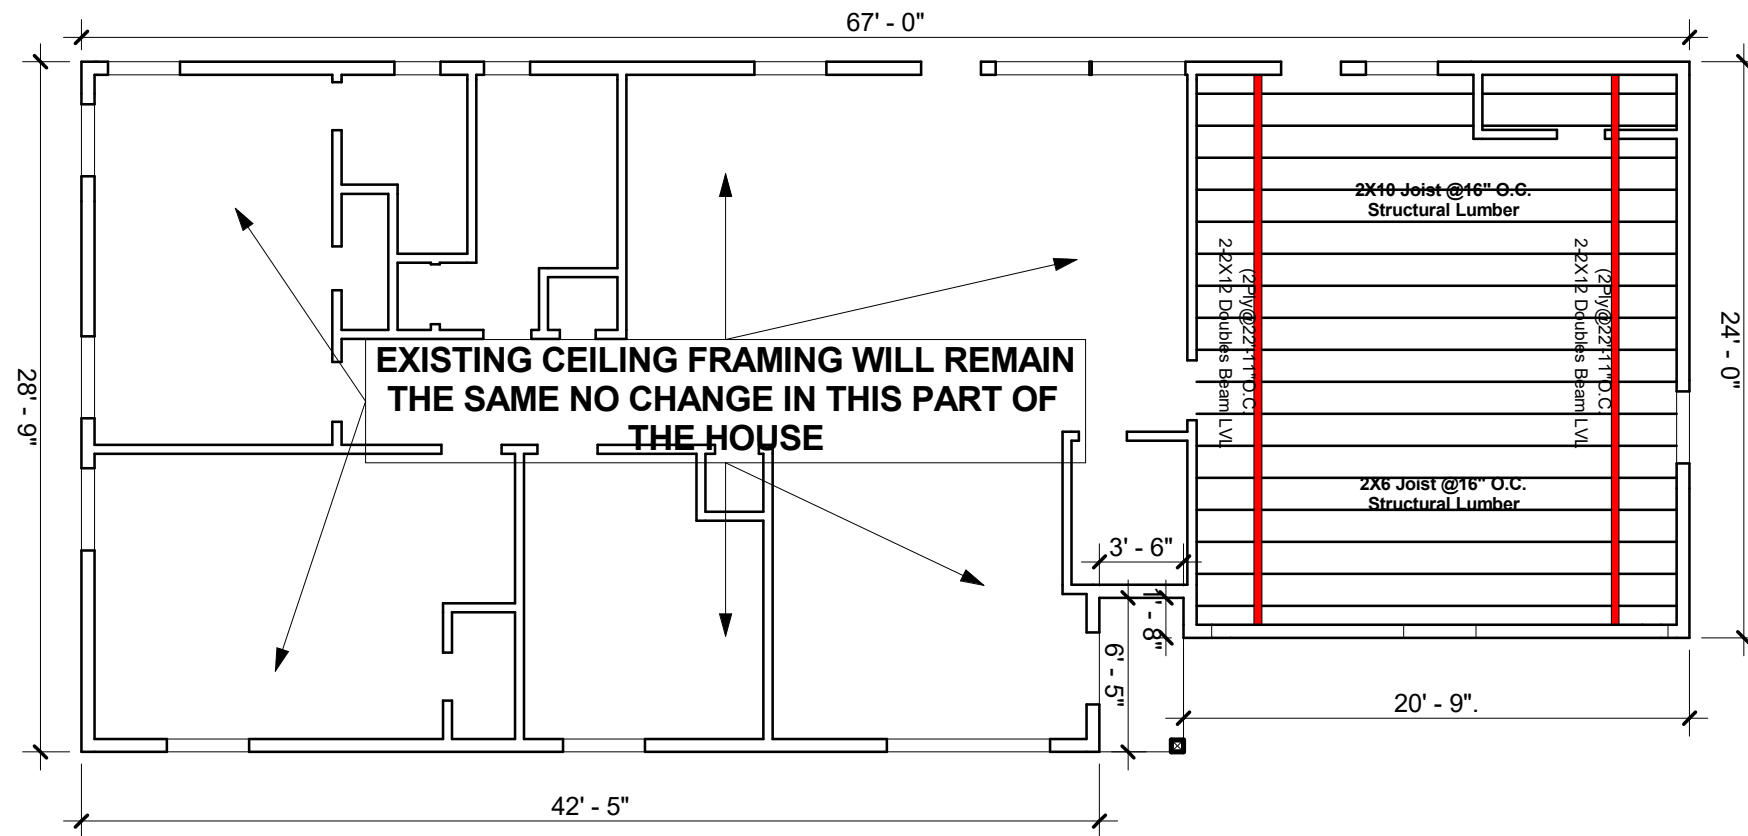 67' - 0"
2X10 Joist @16" O.C.
Structural Lumber
2-2X12 Doubles Beam LVL
(2Ply@22'-11"O.C.
2-2X12 Doubles Beam LVL
(2Ply@22'-11"O.C.
24' - 0"
28' - 9"
EXISTING CEILING FRAMING WILL REMAIN
THE SAME NO CHANGE IN THIS PART OF
THE HOUSE
2X6 Joist @16" O.C.
Structural Lumber
3' - 6"
1' - 8"
6' - 5"
20' - 9".
42' - 5"